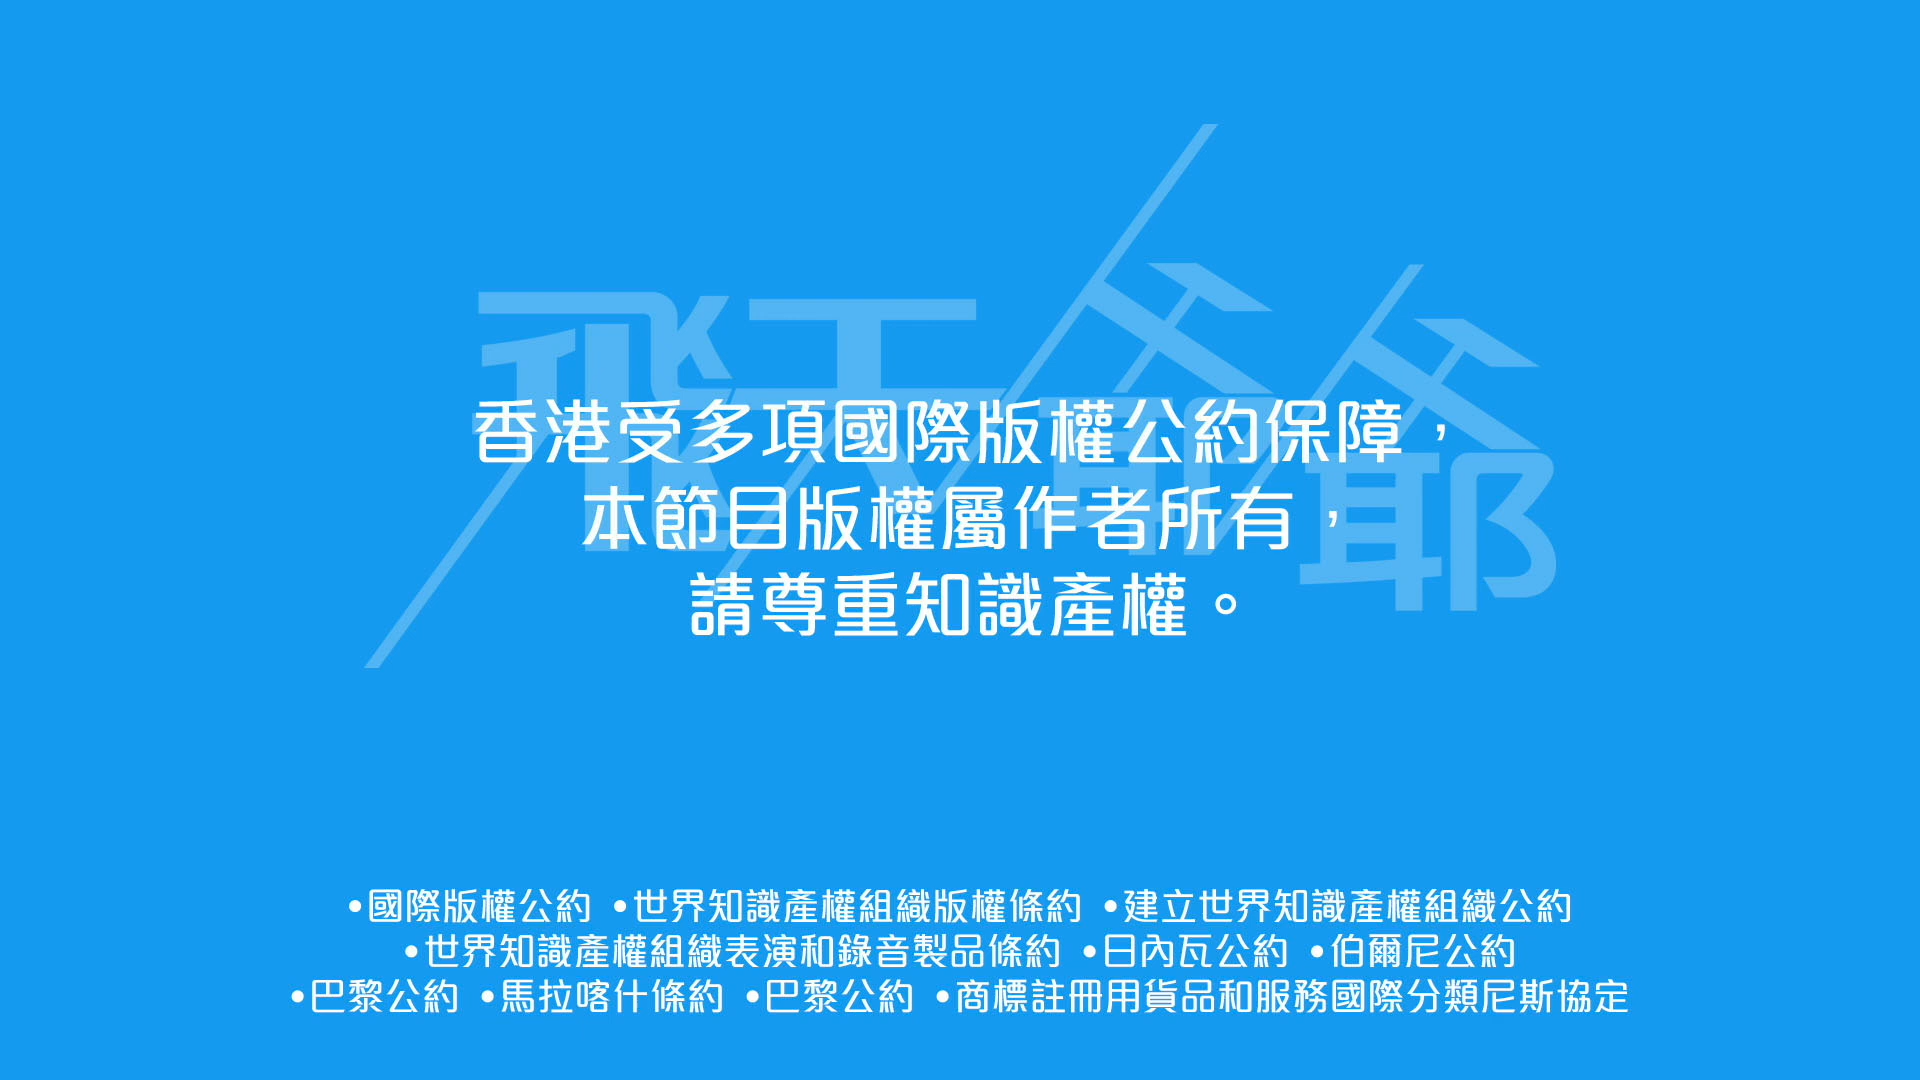 飛天爺爺
香港受多項國際版權公約保障，
本節目版權屬作者所有，
請尊重知識產權。
•國際版權公約 •世界知識產權組織版權條約 •建立世界知識產權組織公約
•世界知識產權組織表演和錄音製品條約 •日內瓦公約 •伯爾尼公約
•巴黎公約 •馬拉喀什條約 •巴黎公約 •商標註冊用貨品和服務國際分類尼斯協定